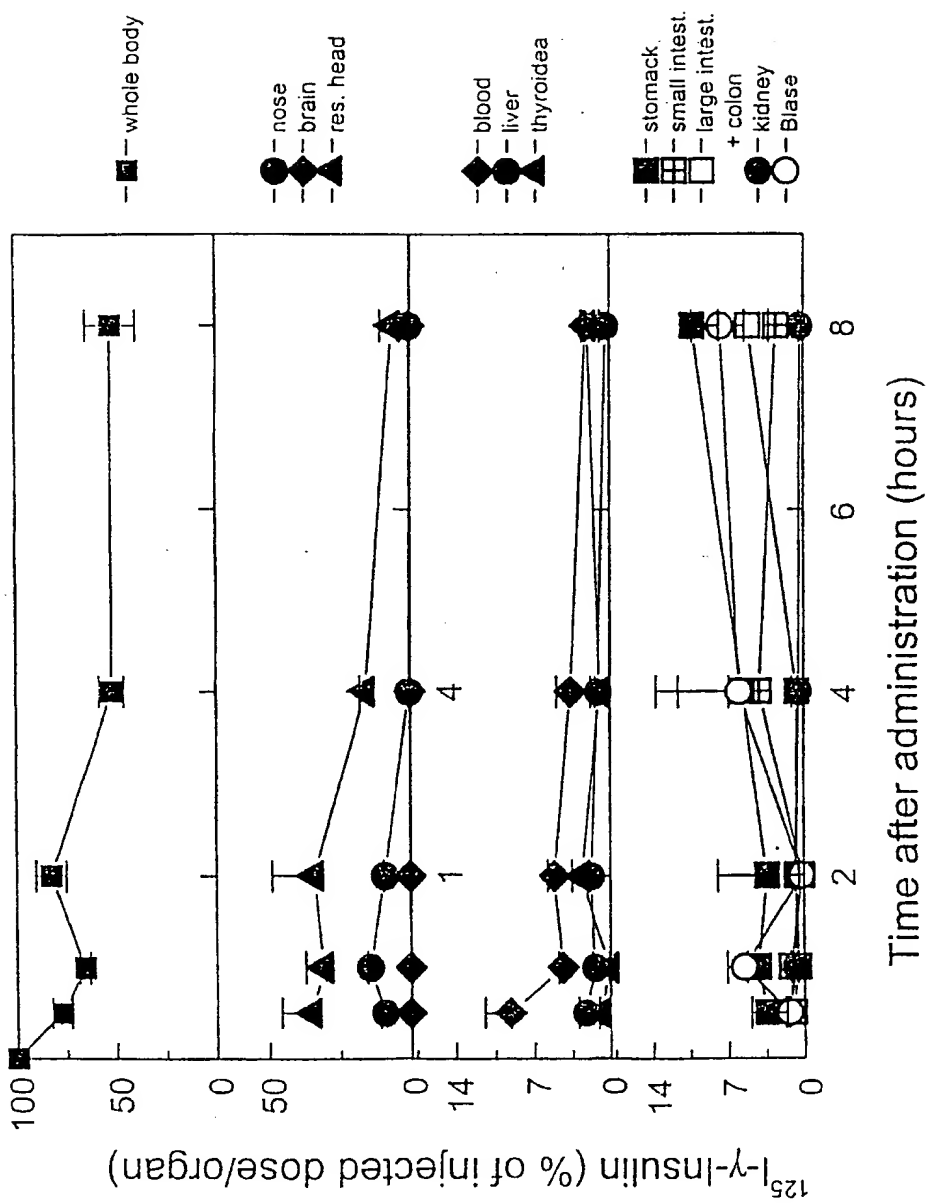 ¹²⁵I-γ-Insulin (% of injected dose/organ)
100
50
0
50
0
14
7
0
14
7
0
1
4
2
4
6
8
Time after administration (hours)
whole body
nose
brain
res. head
blood
liver
thyroidea
stomack
small intest.
large intest.
+ colon
kidney
Blase